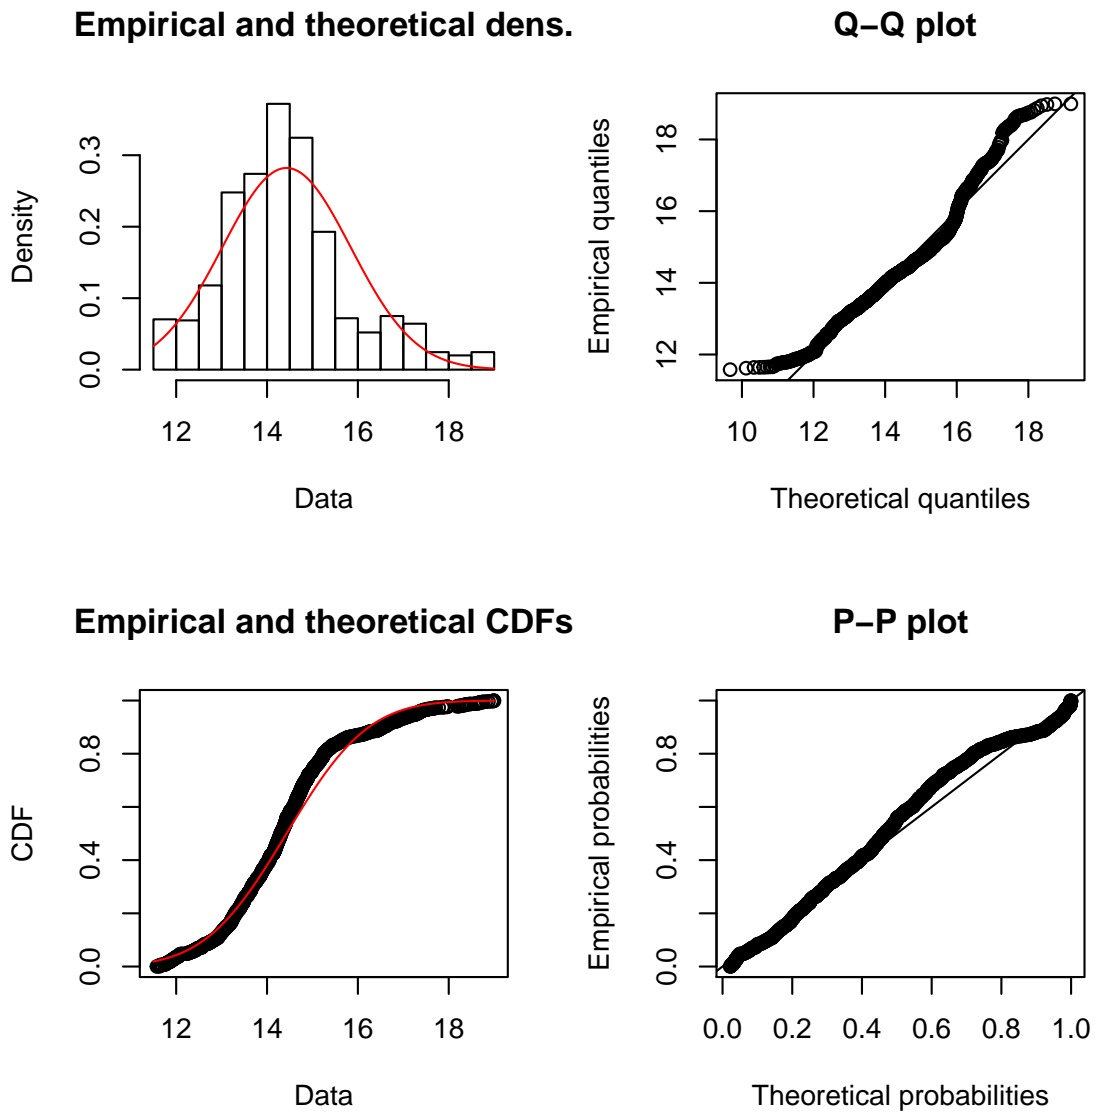 Empirical and theoretical dens.
Density
0.0 0.1 0.2 0.3
12 14 16 18
Data
Q−Q plot
Empirical quantiles
12 14 16 18
10 12 14 16 18
Theoretical quantiles
Empirical and theoretical CDFs
CDF
0.0 0.4 0.8
12 14 16 18
Data
P−P plot
Empirical probabilities
0.0 0.4 0.8
0.0 0.2 0.4 0.6 0.8 1.0
Theoretical probabilities